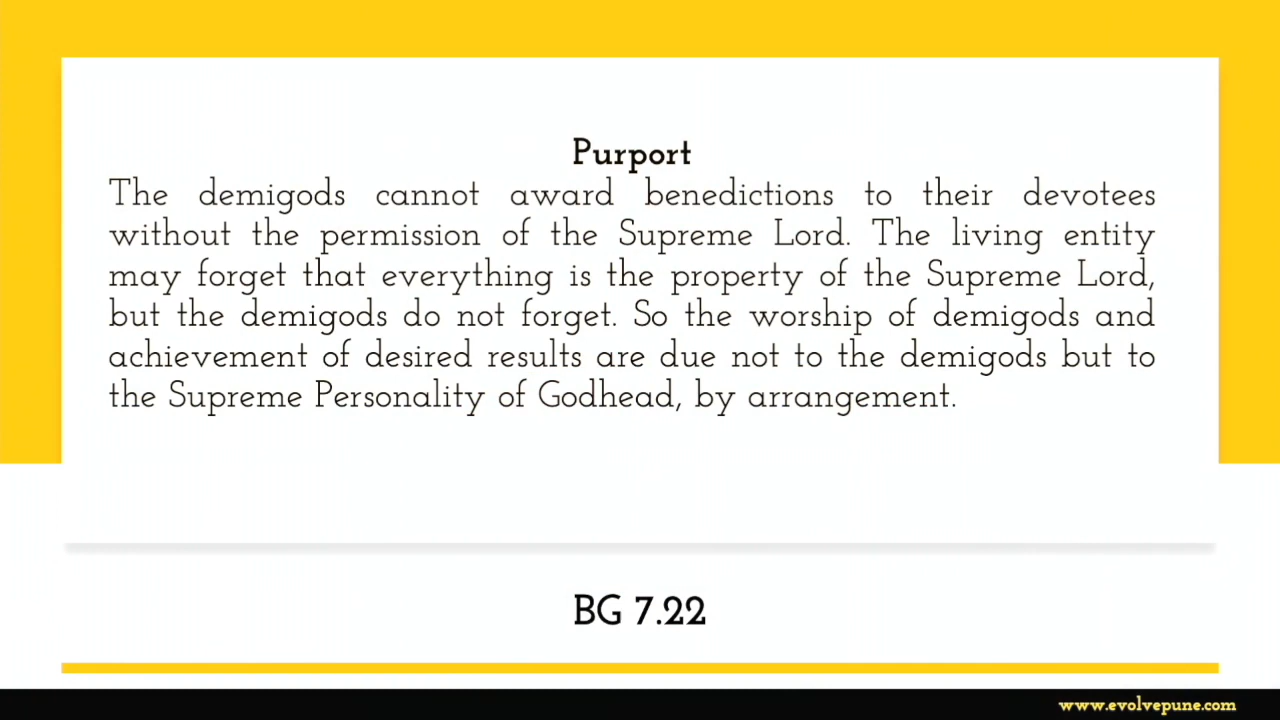 Purport
The demigods cannot award benedictions to their devotees
without the permission of the Supreme Lord. The living entity
may forget that everything is the property of the Supreme Lord,
but the demigods do not forget. So the worship of demigods and
achievement of desired results are due not to the demigods but to
the Supreme Personality of Godhead, by arrangement.
BG 7.22
www.evolvepune.com